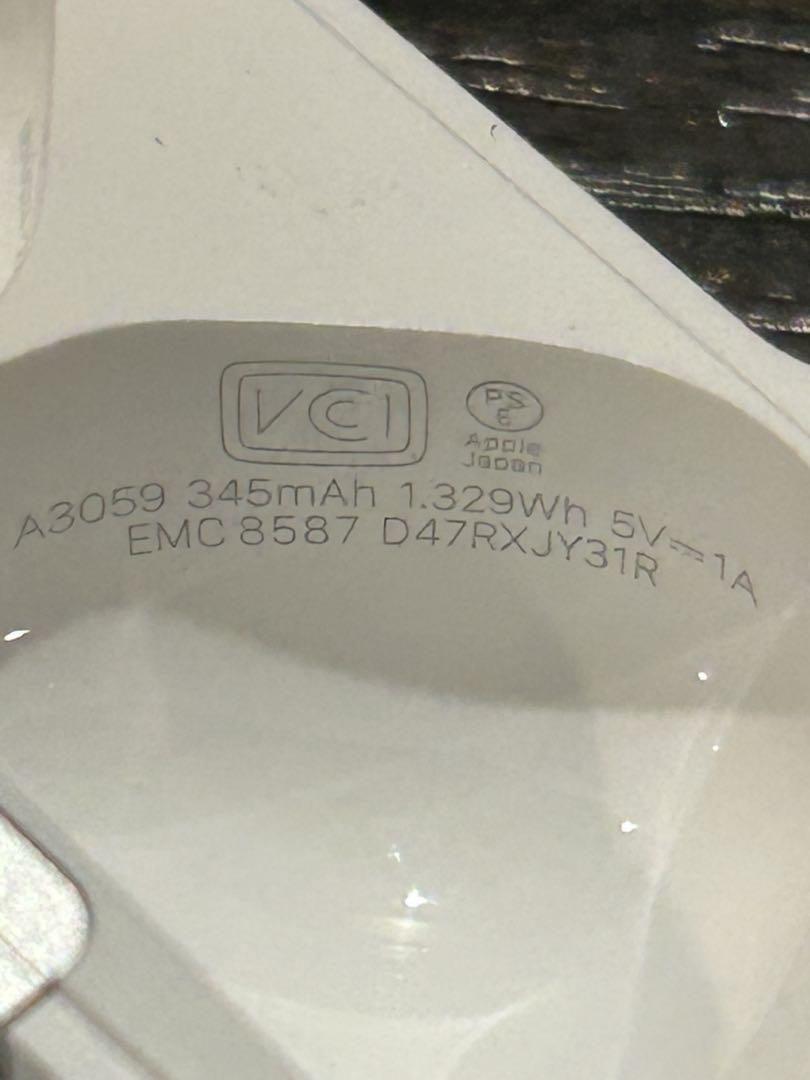 VCI
PS
E
Apple
Japan
A3059 345mAh 1.329Wh 5V⎓1A
EMC 8587 D47RXJY31R